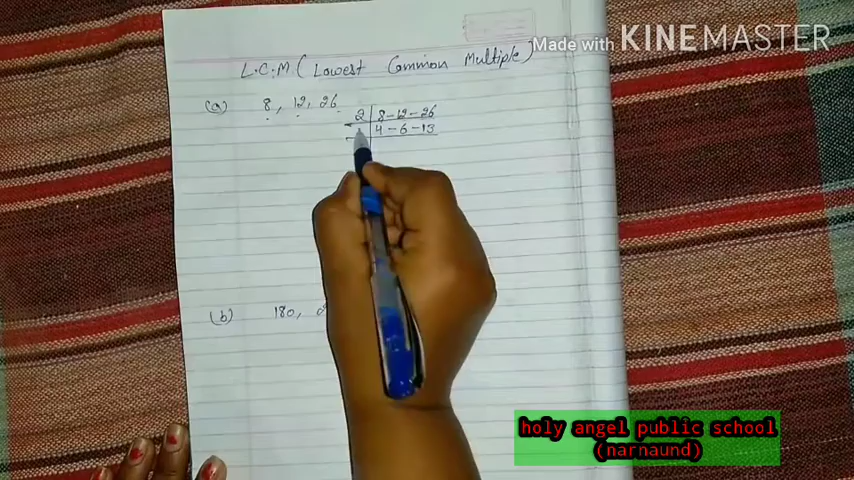 Made with KINEMASTER
L.C.M ( Lowest Common Multiple )
(a) 8, 12, 26
2 | 8 - 12 - 26
4 - 6 - 13
(b) 180,
holy angel public school
(narnaund)